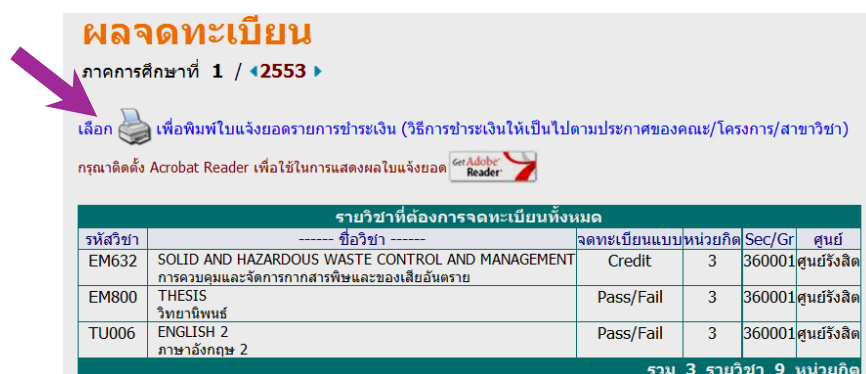 ผลจดทะเบียน
ภาคการศึกษาที่ 1 / 2553
เลือก เพื่อพิมพ์ใบแจ้งยอดรายการชำระเงิน (วิธีการชำระเงินให้เป็นไปตามประกาศของคณะ/โครงการ/สาขาวิชา)
กรุณาติดตั้ง Acrobat Reader เพื่อใช้ในการแสดงผลใบแจ้งยอด Get Adobe Reader
รายวิชาที่ต้องการจดทะเบียนทั้งหมด
รหัสวิชา ------ ชื่อวิชา ------ จดทะเบียนแบบ หน่วยกิต Sec/Gr ศูนย์
EM632 SOLID AND HAZARDOUS WASTE CONTROL AND MANAGEMENT Credit 3 360001 ศูนย์รังสิต
การควบคุมและจัดการกากสารพิษและของเสียอันตราย
EM800 THESIS Pass/Fail 3 360001 ศูนย์รังสิต
วิทยานิพนธ์
TU006 ENGLISH 2 Pass/Fail 3 360001 ศูนย์รังสิต
ภาษาอังกฤษ 2
รวม 3 รายวิชา 9 หน่วยกิต